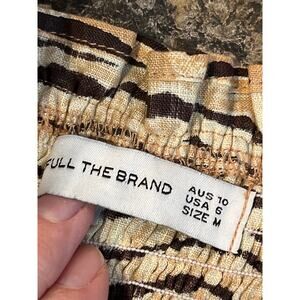 FULL THE BRAND
AUS 10
USA 6
SIZE M